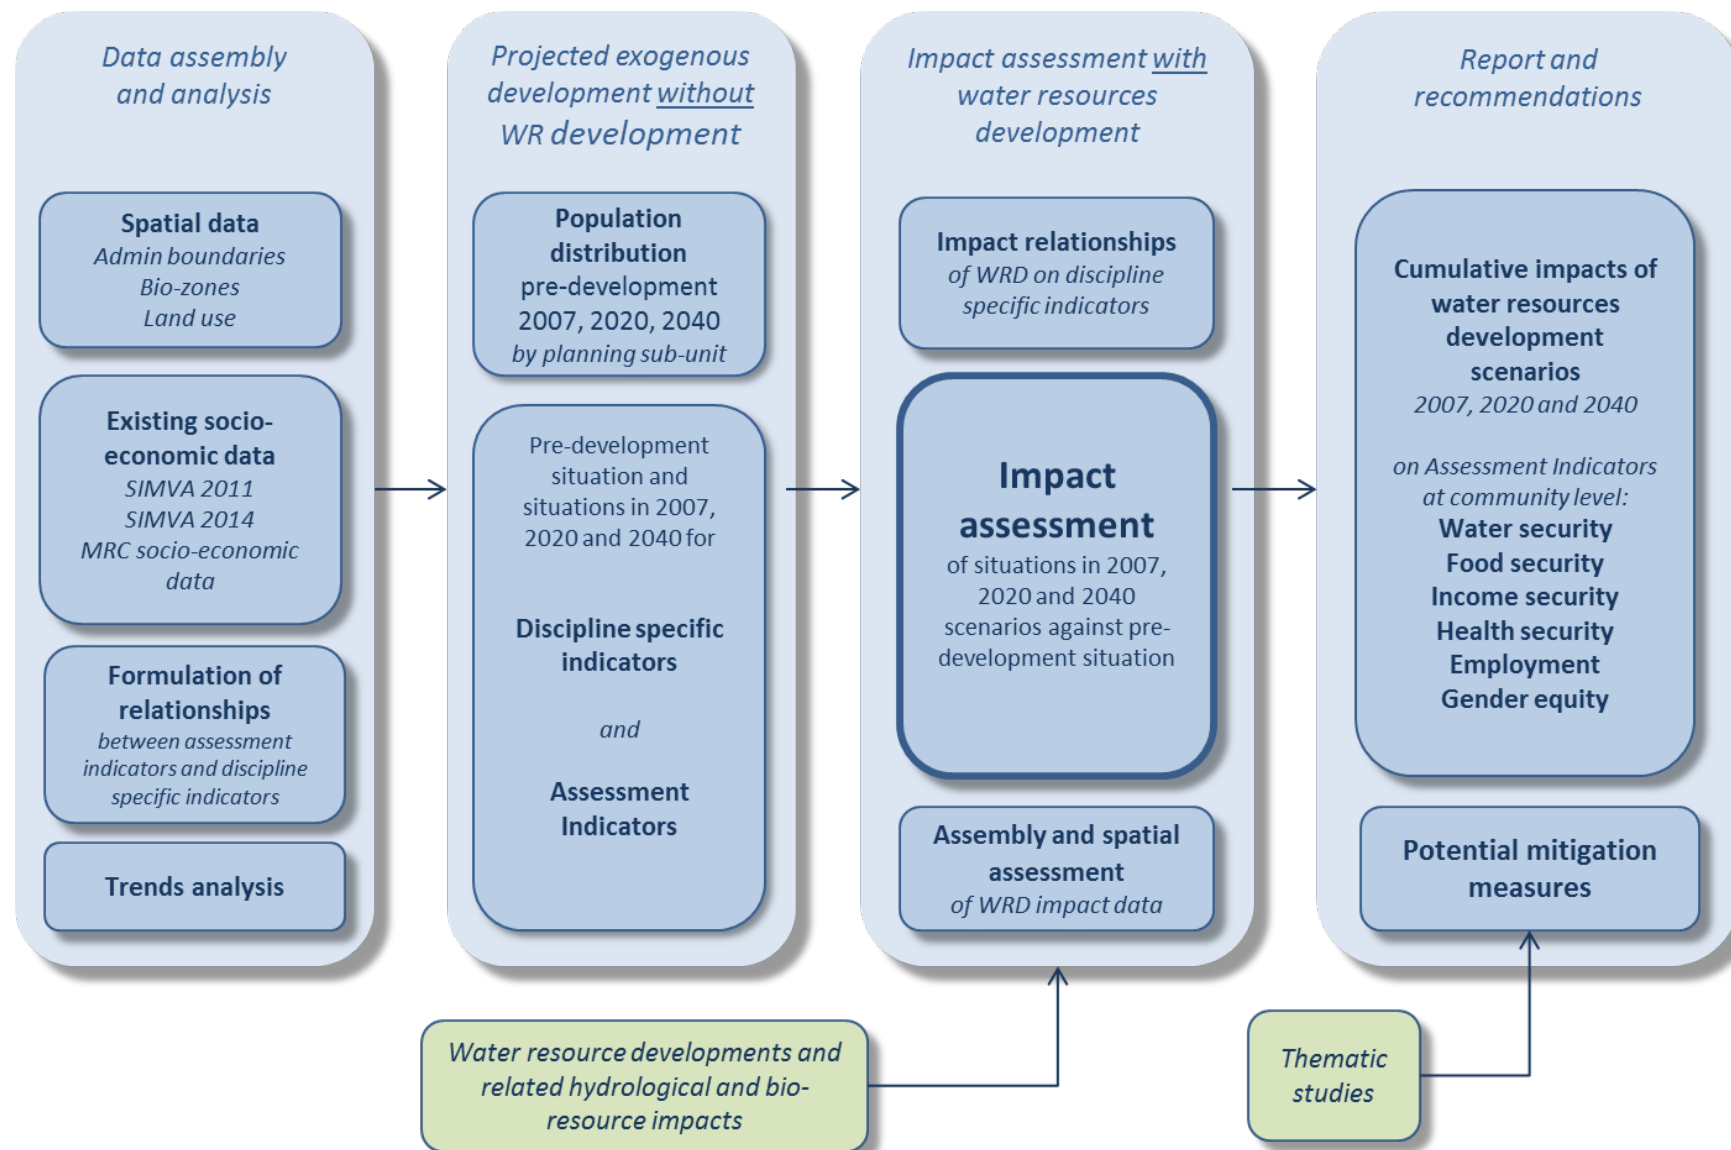 Data assembly
and analysis
Spatial data
Admin boundaries
Bio-zones
Land use
Existing socio-
economic data
SIMVA 2011
SIMVA 2014
MRC socio-economic
data
Formulation of
relationships
between assessment
indicators and discipline
specific indicators
Trends analysis
Projected exogenous
development without
WR development
Population
distribution
pre-development
2007, 2020, 2040
by planning sub-unit
Pre-development
situation and
situations in 2007,
2020 and 2040 for
Discipline specific
indicators
and
Assessment
Indicators
Impact assessment with
water resources
development
Impact relationships
of WRD on discipline
specific indicators
Impact
assessment
of situations in 2007,
2020 and 2040
scenarios against pre-
development situation
Assembly and spatial
assessment
of WRD impact data
Report and
recommendations
Cumulative impacts of
water resources
development
scenarios
2007, 2020 and 2040
on Assessment Indicators
at community level:
Water security
Food security
Income security
Health security
Employment
Gender equity
Potential mitigation
measures
Water resource developments and
related hydrological and bio-
resource impacts
Thematic
studies